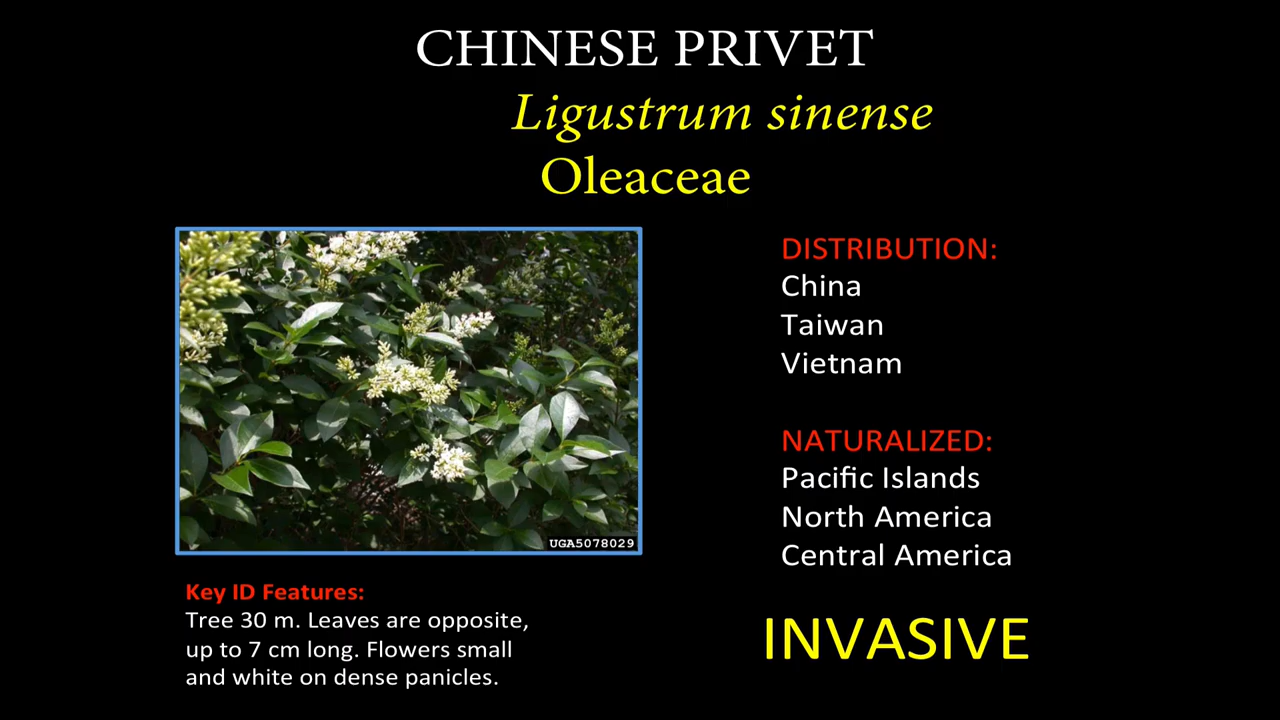 CHINESE PRIVET
Ligustrum sinense
Oleaceae
UGA5078029
Key ID Features:
Tree 30 m. Leaves are opposite,
up to 7 cm long. Flowers small
and white on dense panicles.
DISTRIBUTION:
China
Taiwan
Vietnam
NATURALIZED:
Pacific Islands
North America
Central America
INVASIVE